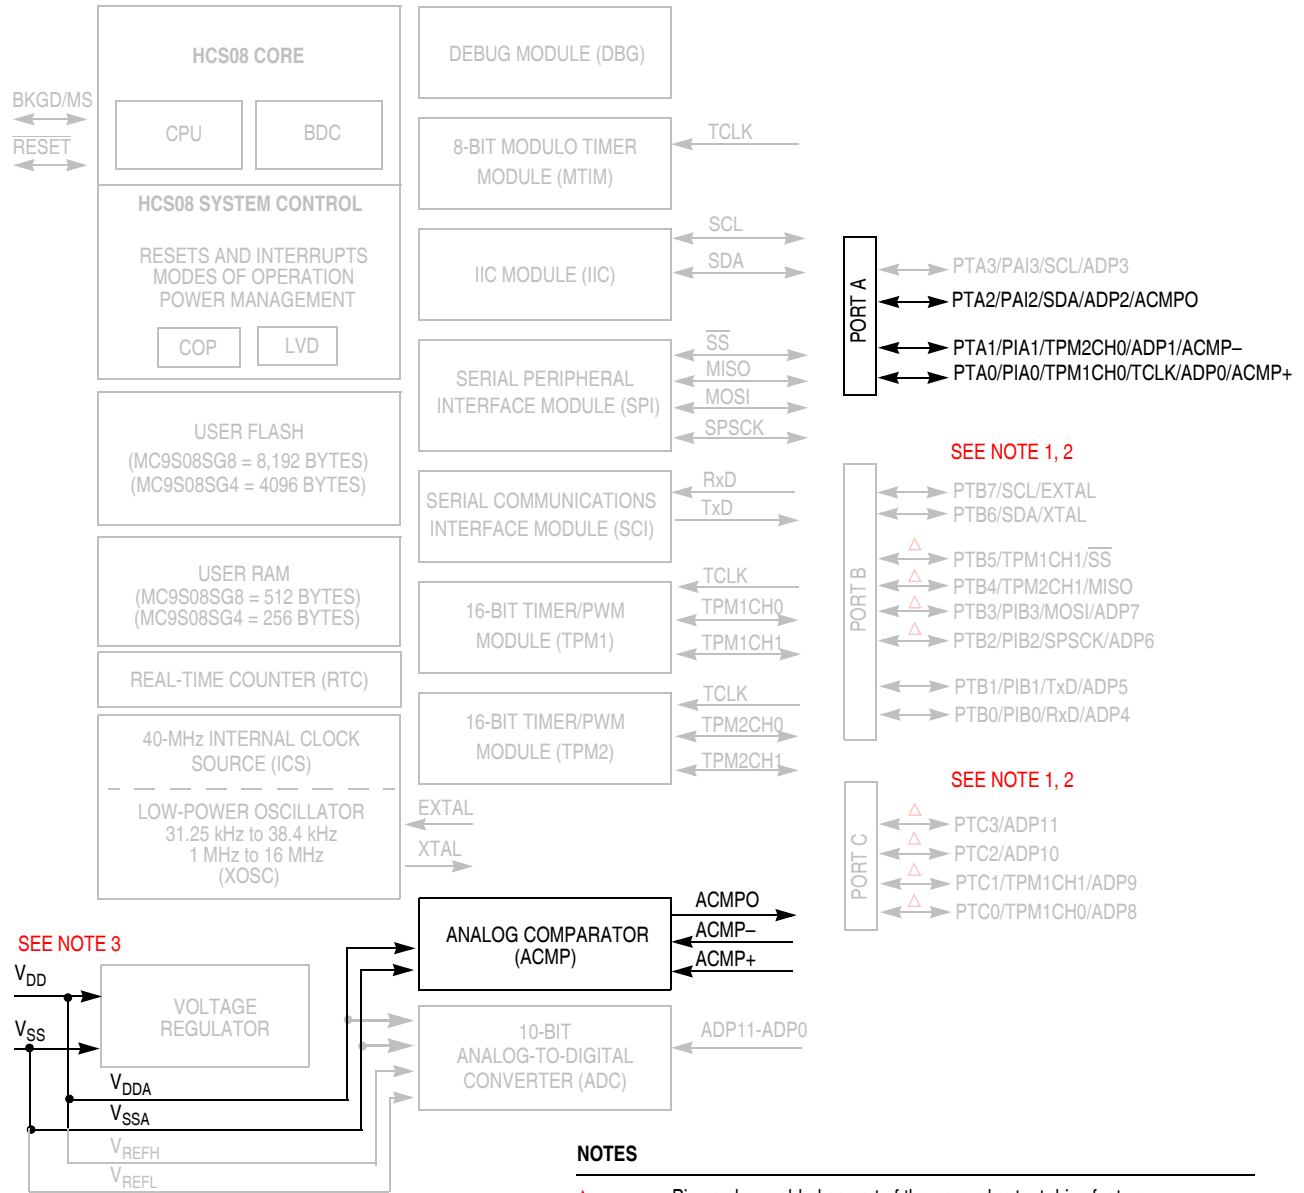 HCS08 CORE
CPU
BDC
BKGD/MS
RESET
HCS08 SYSTEM CONTROL
RESETS AND INTERRUPTS
MODES OF OPERATION
POWER MANAGEMENT
COP
LVD
USER FLASH
(MC9S08SG8 = 8,192 BYTES)
(MC9S08SG4 = 4096 BYTES)
USER RAM
(MC9S08SG8 = 512 BYTES)
(MC9S08SG4 = 256 BYTES)
REAL-TIME COUNTER (RTC)
40-MHz INTERNAL CLOCK
SOURCE (ICS)
LOW-POWER OSCILLATOR
31.25 kHz to 38.4 kHz
1 MHz to 16 MHz
(XOSC)
EXTAL
XTAL
SEE NOTE 3
VDD
VSS
VOLTAGE
REGULATOR
VDDA
VSSA
VREFH
VREFL
DEBUG MODULE (DBG)
8-BIT MODULO TIMER
MODULE (MTIM)
TCLK
IIC MODULE (IIC)
SCL
SDA
SERIAL PERIPHERAL
INTERFACE MODULE (SPI)
SS
MISO
MOSI
SPSCK
SERIAL COMMUNICATIONS
INTERFACE MODULE (SCI)
RxD
TxD
16-BIT TIMER/PWM
MODULE (TPM1)
TCLK
TPM1CH0
TPM1CH1
16-BIT TIMER/PWM
MODULE (TPM2)
TCLK
TPM2CH0
TPM2CH1
ANALOG COMPARATOR
(ACMP)
ACMPO
ACMP–
ACMP+
10-BIT
ANALOG-TO-DIGITAL
CONVERTER (ADC)
ADP11-ADP0
PORT A
PTA3/PAI3/SCL/ADP3
PTA2/PAI2/SDA/ADP2/ACMPO
PTA1/PIA1/TPM2CH0/ADP1/ACMP–
PTA0/PIA0/TPM1CH0/TCLK/ADP0/ACMP+
SEE NOTE 1, 2
PORT B
PTB7/SCL/EXTAL
PTB6/SDA/XTAL
△ PTB5/TPM1CH1/SS
△ PTB4/TPM2CH1/MISO
△ PTB3/PIB3/MOSI/ADP7
△ PTB2/PIB2/SPSCK/ADP6
PTB1/PIB1/TxD/ADP5
PTB0/PIB0/RxD/ADP4
SEE NOTE 1, 2
PORT C
△ PTC3/ADP11
△ PTC2/ADP10
△ PTC1/TPM1CH1/ADP9
△ PTC0/TPM1CH0/ADP8
NOTES